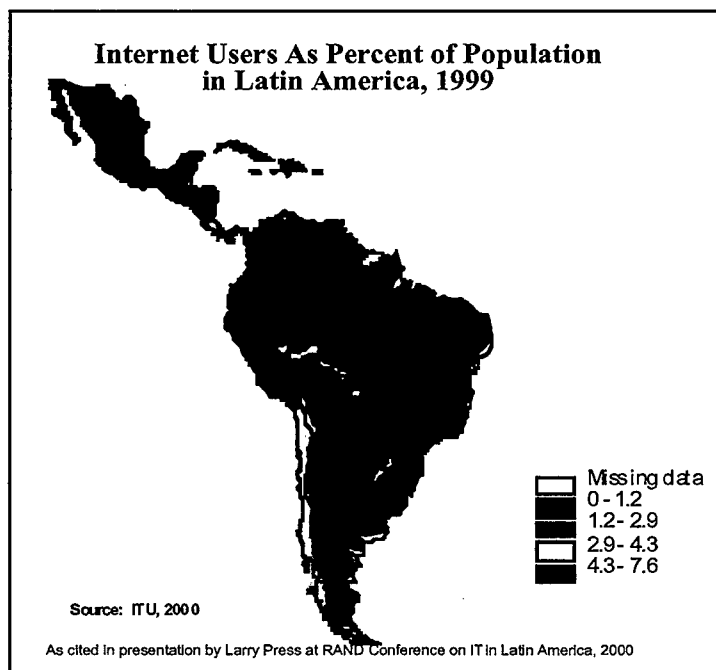 Internet Users As Percent of Population
in Latin America, 1999
Missing data
0 - 1.2
1.2 - 2.9
2.9 - 4.3
4.3 - 7.6
Source: ITU, 2000
As cited in presentation by Larry Press at RAND Conference on IT in Latin America, 2000